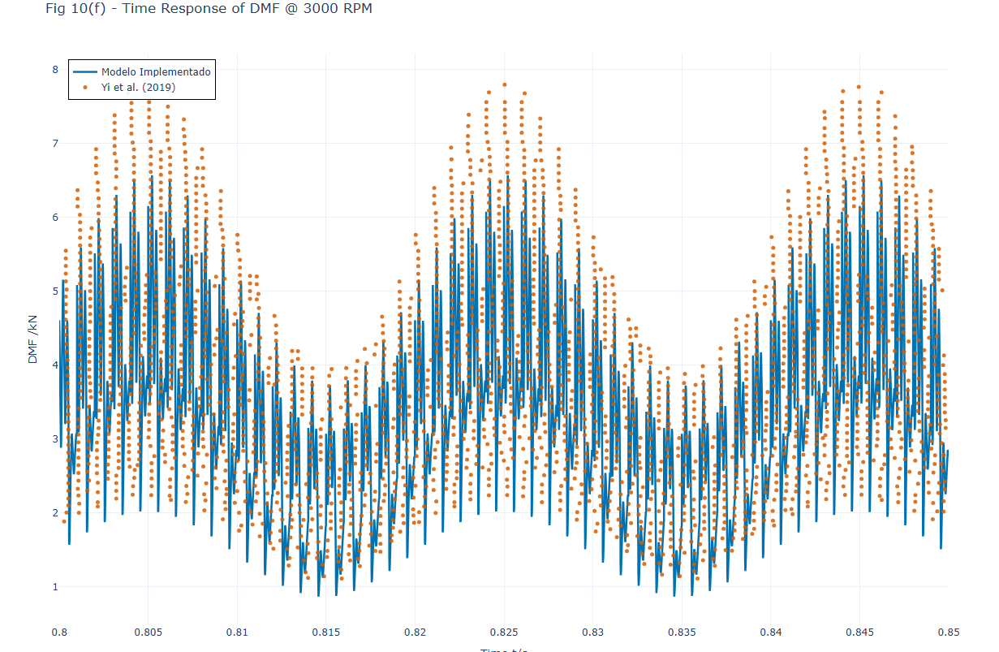 Fig 10(f) - Time Response of DMF @ 3000 RPM
Modelo Implementado
Yi et al. (2019)
DMF /kN
8
7
6
5
4
3
2
1
0.8 0.805 0.81 0.815 0.82 0.825 0.83 0.835 0.84 0.845 0.85
Time t/s